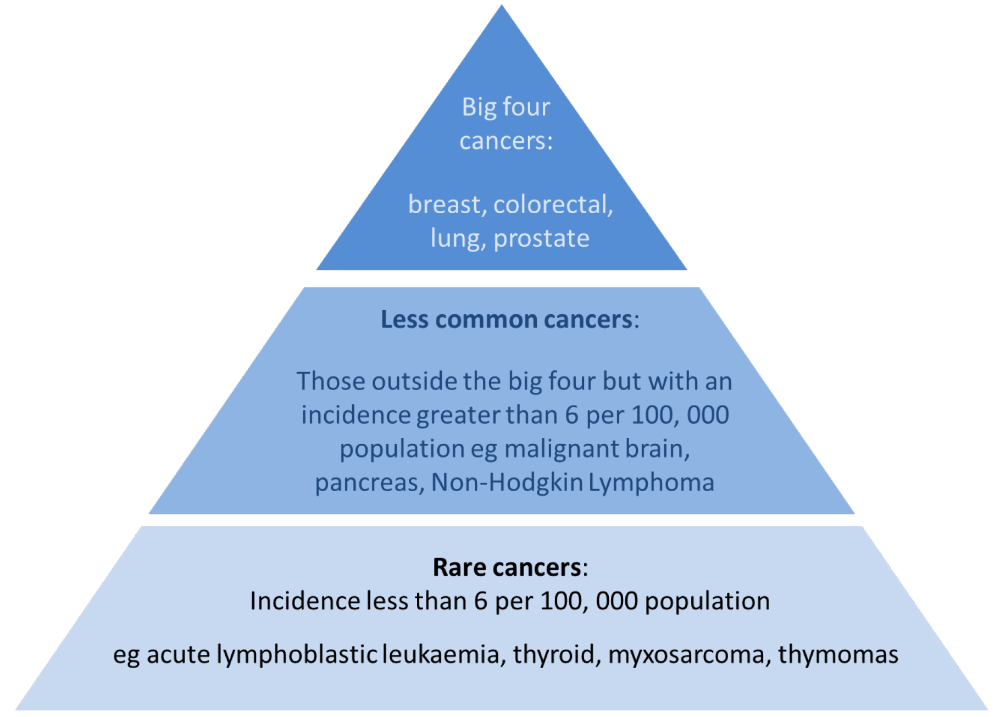 Big four
cancers:
breast, colorectal,
lung, prostate
Less common cancers:
Those outside the big four but with an
incidence greater than 6 per 100, 000
population eg malignant brain,
pancreas, Non-Hodgkin Lymphoma
Rare cancers:
Incidence less than 6 per 100, 000 population
eg acute lymphoblastic leukaemia, thyroid, myxosarcoma, thymomas